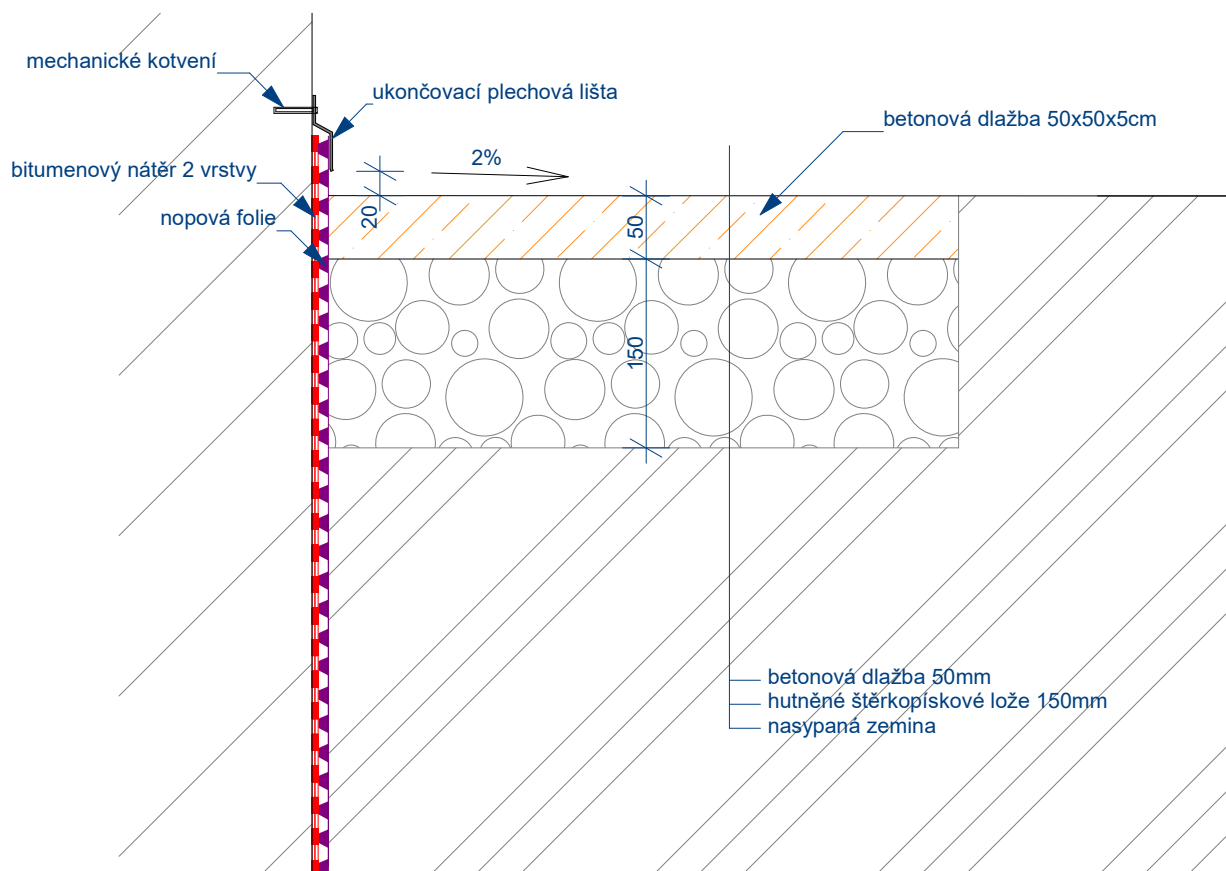 mechanické kotvení
ukončovací plechová lišta
betonová dlažba 50x50x5cm
bitumenový nátěr 2 vrstvy
2%
nopová folie
20
50
150
betonová dlažba 50mm
hutněné štěrkopískové lože 150mm
nasypaná zemina